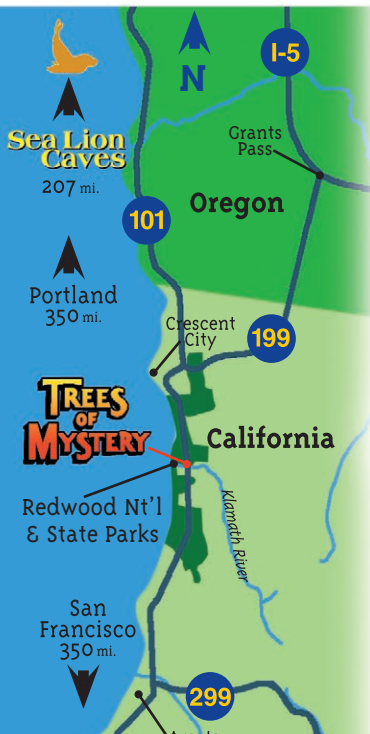 I-5
N
Sea Lion
Caves
207 mi.
Grants
Pass
Oregon
101
Portland
350 mi.
Crescent
City
199
TREES
OF
MYSTERY
California
Redwood Nt'l
& State Parks
Klamath River
San
Francisco
350 mi.
299